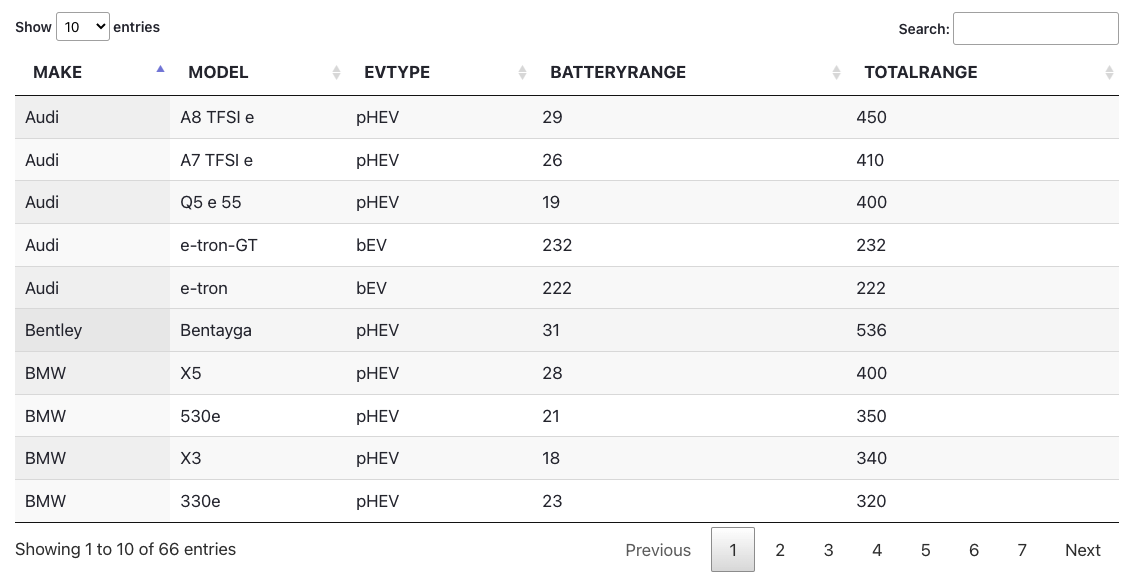 Show 10 entries Search:
MAKE MODEL EVTYPE BATTERYRANGE TOTALRANGE
Audi A8 TFSI e pHEV 29 450
Audi A7 TFSI e pHEV 26 410
Audi Q5 e 55 pHEV 19 400
Audi e-tron-GT bEV 232 232
Audi e-tron bEV 222 222
Bentley Bentayga pHEV 31 536
BMW X5 pHEV 28 400
BMW 530e pHEV 21 350
BMW X3 pHEV 18 340
BMW 330e pHEV 23 320
Showing 1 to 10 of 66 entries Previous 1 2 3 4 5 6 7 Next